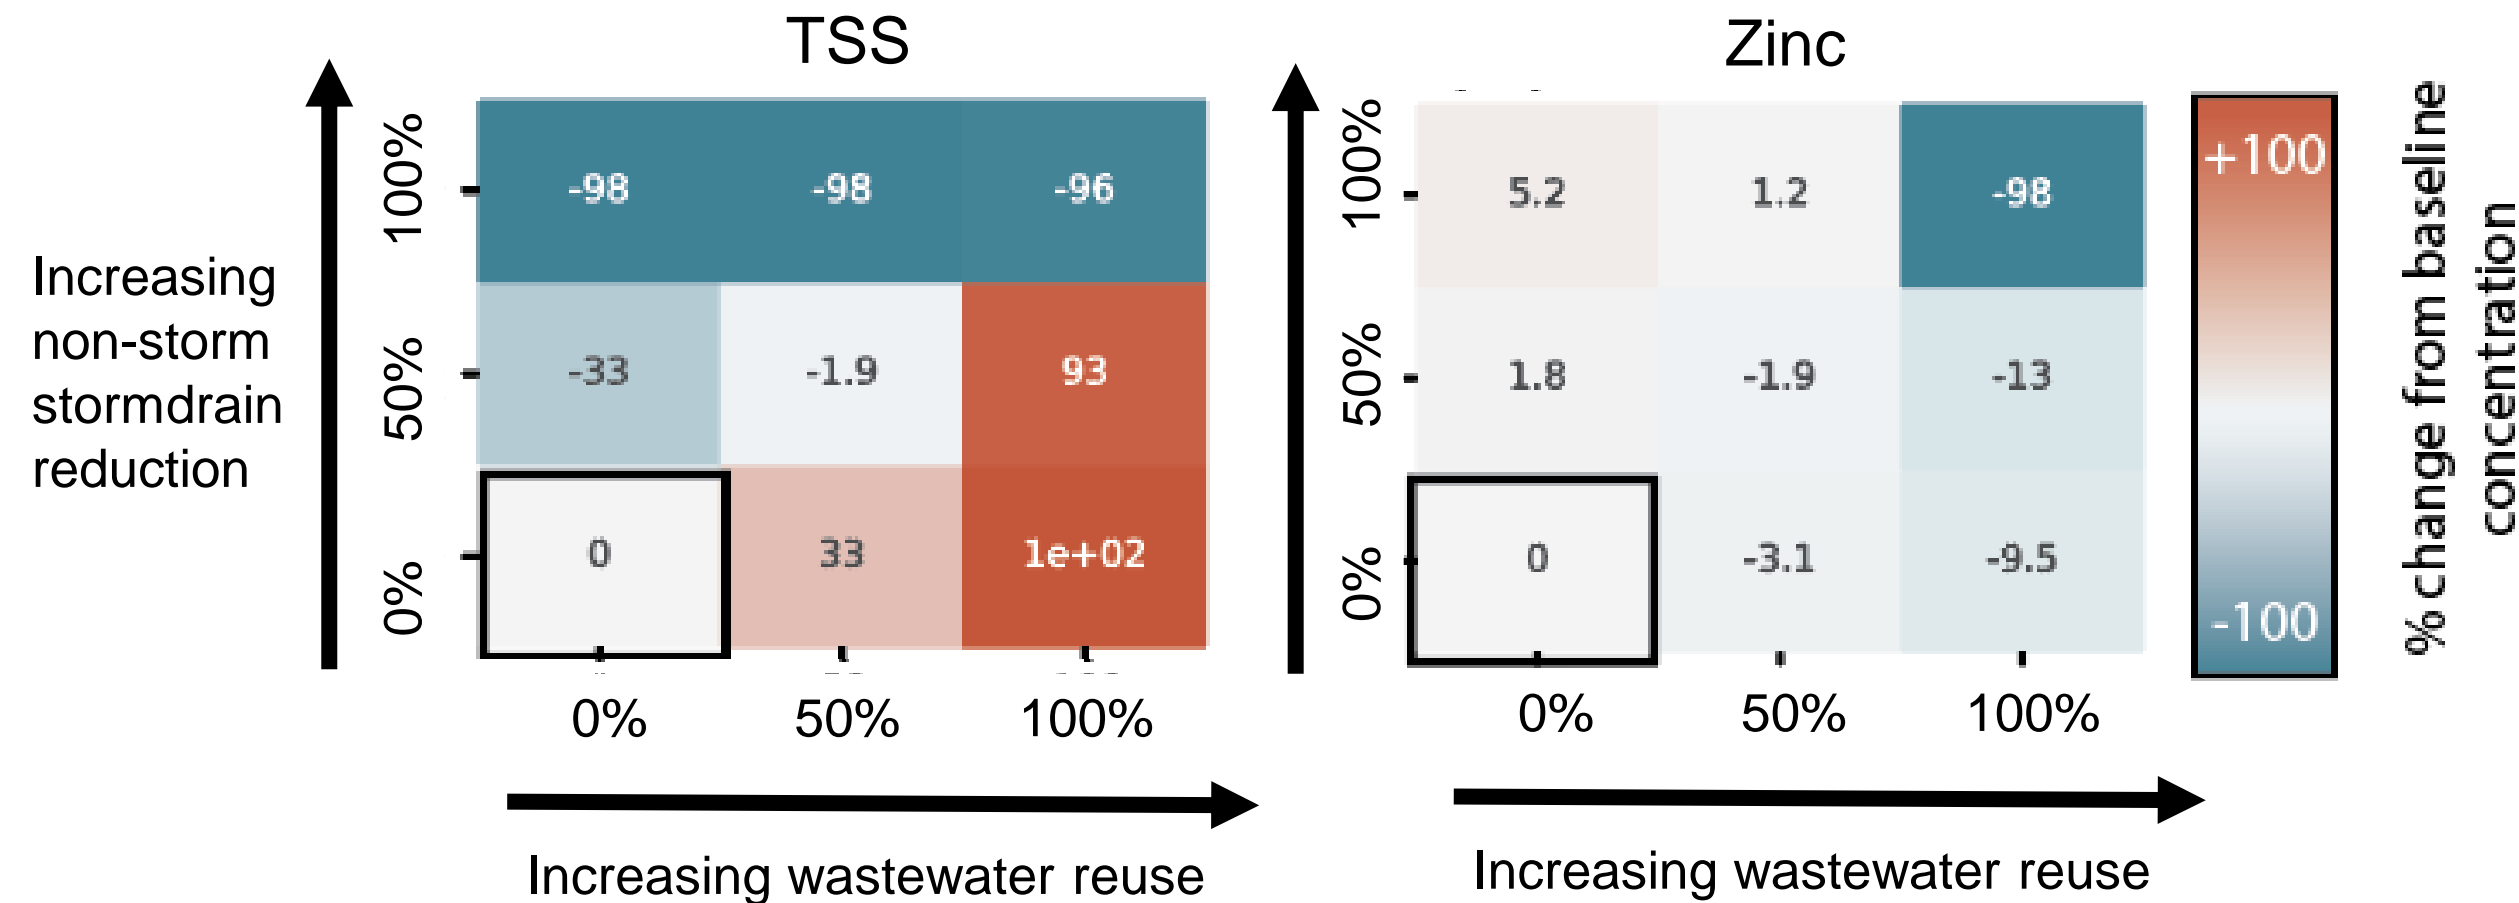 TSS
Zinc
Increasing
non-storm
stormdrain
reduction
100%
50%
0%
-98 -98 -96
-33 -1.9 93
0 33 1e+02
0% 50% 100%
Increasing wastewater reuse
100%
50%
0%
5.2 1.2 -98
1.8 -1.9 -13
0 -3.1 -9.5
0% 50% 100%
Increasing wastewater reuse
+100
-100
% change from baseline
concentration